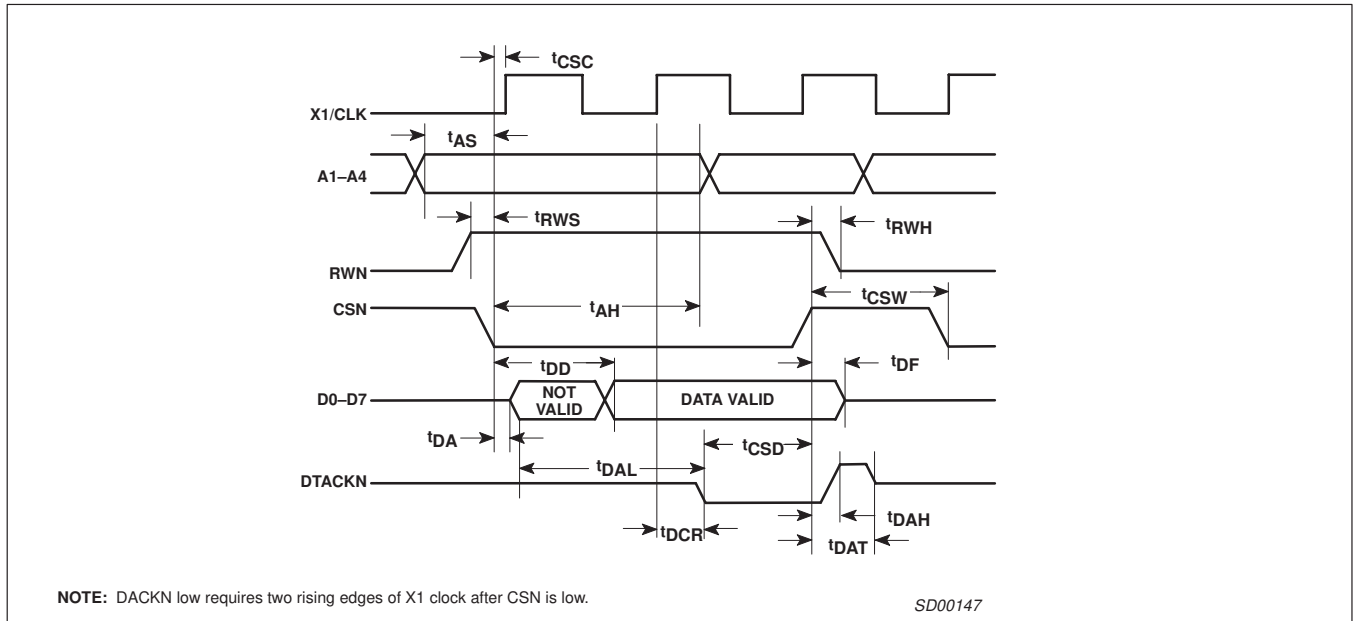 tCSC
X1/CLK
tAS
A1–A4
tRWS
tRWH
RWN
tCSW
CSN
tAH
tDD
tDF
D0–D7
NOT
VALID
DATA VALID
tDA
tCSD
tDAL
DTACKN
tDAH
tDCR
tDAT
NOTE: DACKN low requires two rising edges of X1 clock after CSN is low.
SD00147